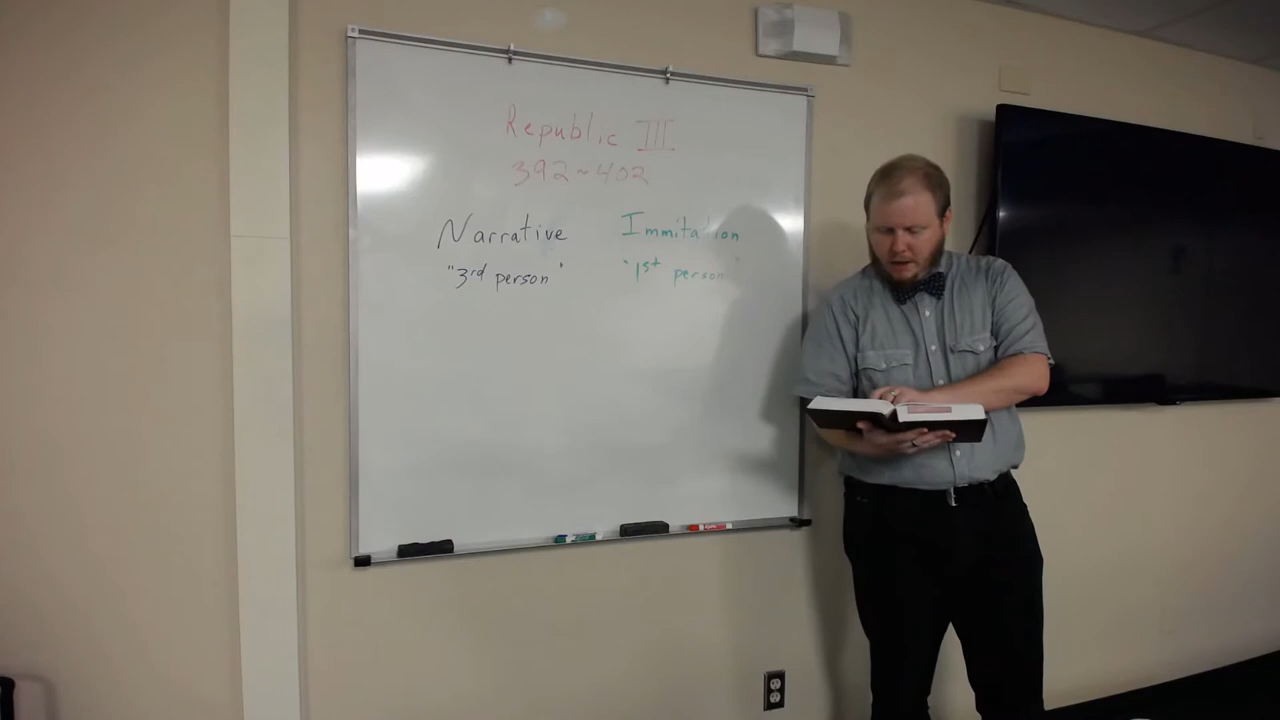 Republic III
392~402
Narrative Immitation
"3rd person" "1st person"